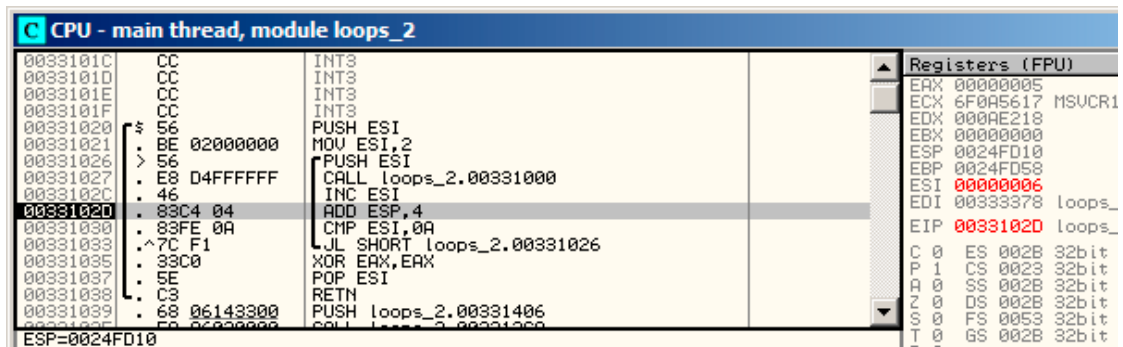 C CPU - main thread, module loops_2
0033101C CC INT3
0033101D CC INT3
0033101E CC INT3
0033101F CC INT3
00331020 $ 56 PUSH ESI
00331021 . BE 02000000 MOV ESI,2
00331026 > 56 PUSH ESI
00331027 . E8 D4FFFFFF CALL loops_2.00331000
0033102C . 46 INC ESI
0033102D . 83C4 04 ADD ESP,4
00331030 . 83FE 0A CMP ESI,0A
00331033 .^7C F1 JL SHORT loops_2.00331026
00331035 . 33C0 XOR EAX,EAX
00331037 . 5E POP ESI
00331038 . C3 RETN
00331039 . 68 06143300 PUSH loops_2.00331406
ESP=0024FD10
Registers (FPU)
EAX 00000005
ECX 6F0A5617 MSVCR1
EDX 000AE218
EBX 00000000
ESP 0024FD10
EBP 0024FD58
ESI 00000006
EDI 00333378 loops_
EIP 0033102D loops_
C 0 ES 002B 32bit
P 1 CS 0023 32bit
A 0 SS 002B 32bit
Z 0 DS 002B 32bit
S 0 FS 0053 32bit
T 0 GS 002B 32bit